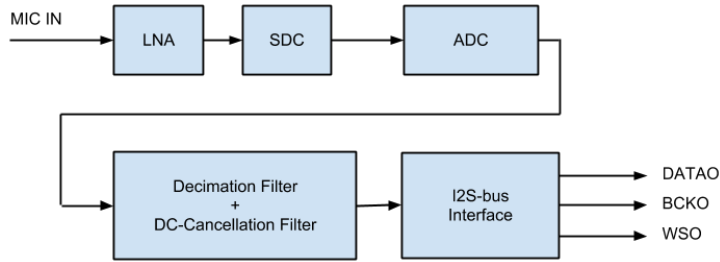 MIC IN
LNA
SDC
ADC
Decimation Filter
+
DC-Cancellation Filter
I2S-bus
Interface
DATAO
BCKO
WSO